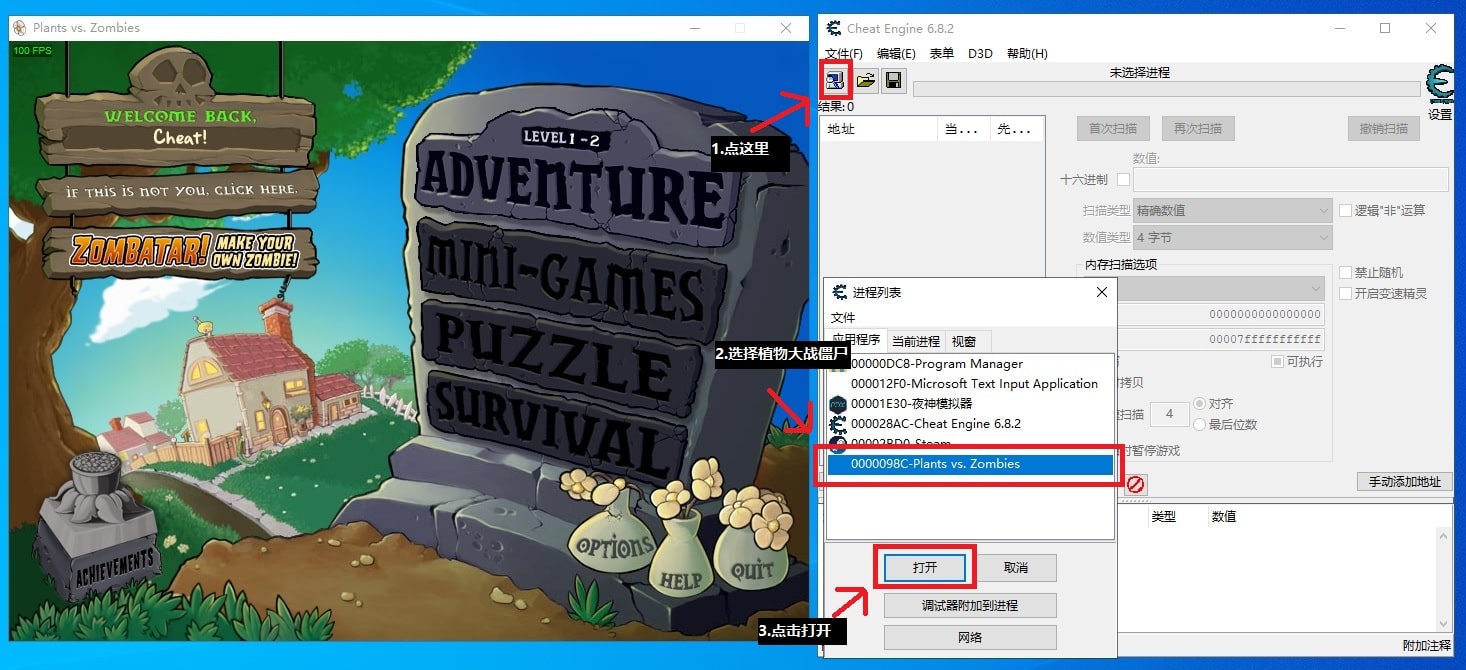 Plants vs. Zombies
100 FPS
WELCOME BACK,
Cheat!
IF THIS IS NOT YOU, CLICK HERE.
ZOMBATAR! MAKE YOUR OWN ZOMBIE!
LEVEL 1 - 2
ADVENTURE
MINI-GAMES
PUZZLE
SURVIVAL
ACHIEVEMENTS
OPTIONS
HELP
QUIT
Cheat Engine 6.8.2
文件(F) 编辑(E) 表单 D3D 帮助(H)
未选择进程
设置
结果: 0
1.点这里
地址 当... 先...
首次扫描 再次扫描 撤销扫描
数值:
十六进制
扫描类型 精确数值 逻辑"非"运算
数值类型 4 字节
内存扫描选项
禁止随机
开启变速精灵
0000000000000000
00007fffffffffff
可执行
拷贝
扫描 4 对齐
最后位数
时暂停游戏
手动添加地址
类型 数值
附加注释
进程列表
文件
应用程序 当前进程 视窗
2.选择植物大战僵尸
00000DC8-Program Manager
000012F0-Microsoft Text Input Application
00001E30-夜神模拟器
000028AC-Cheat Engine 6.8.2
00002BD0-Steam
0000098C-Plants vs. Zombies
打开 取消
调试器附加到进程
3.点击打开
网络